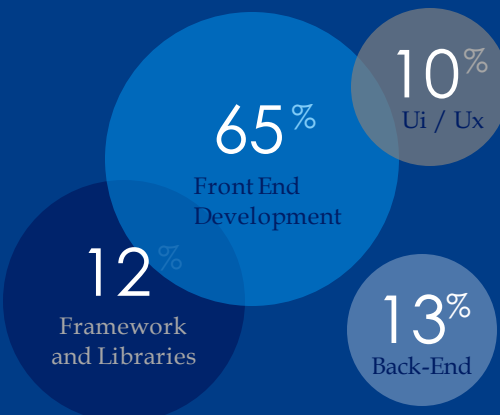 65%
Front End
Development
10%
Ui / Ux
12%
Framework
and Libraries
13%
Back-End